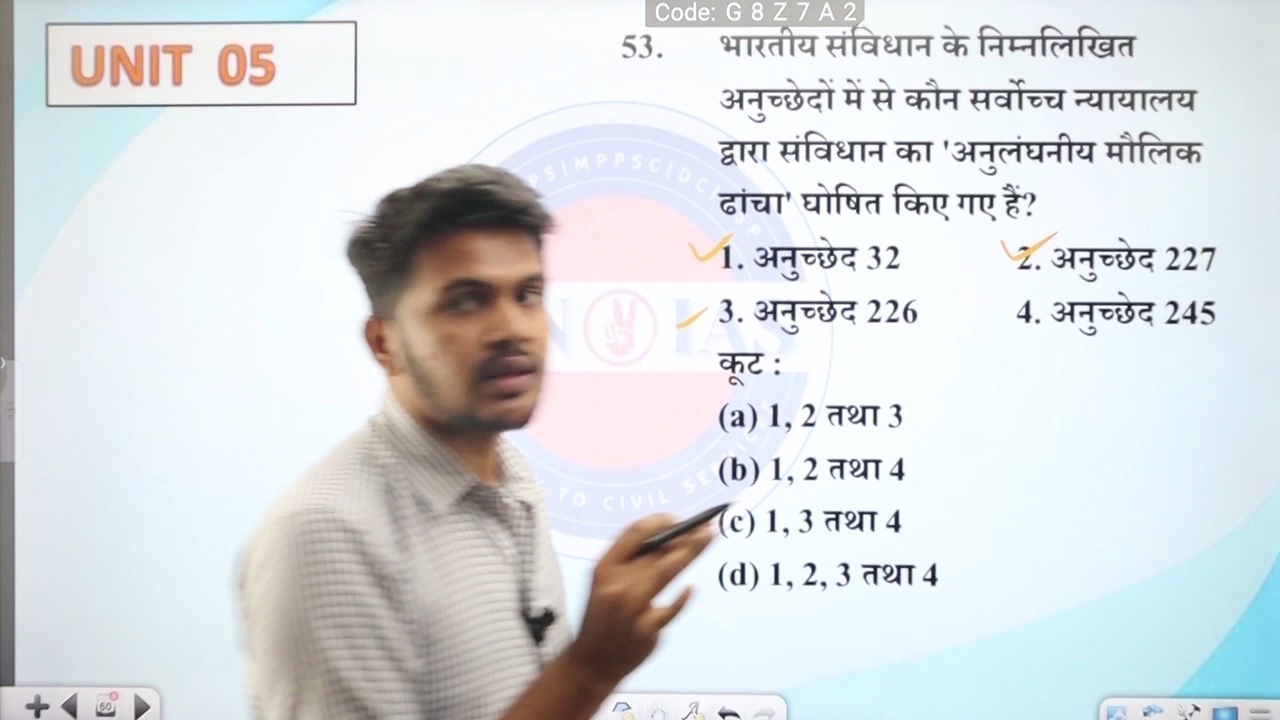 Code: G 8 Z 7 A 2
UNIT 05
53. भारतीय संविधान के निम्नलिखित
अनुच्छेदों में से कौन सर्वोच्च न्यायालय
द्वारा संविधान का 'अनुलंघनीय मौलिक
ढांचा' घोषित किए गए हैं?
1. अनुच्छेद 32 2. अनुच्छेद 227
3. अनुच्छेद 226 4. अनुच्छेद 245
कूट :
(a) 1, 2 तथा 3
(b) 1, 2 तथा 4
(c) 1, 3 तथा 4
(d) 1, 2, 3 तथा 4
60